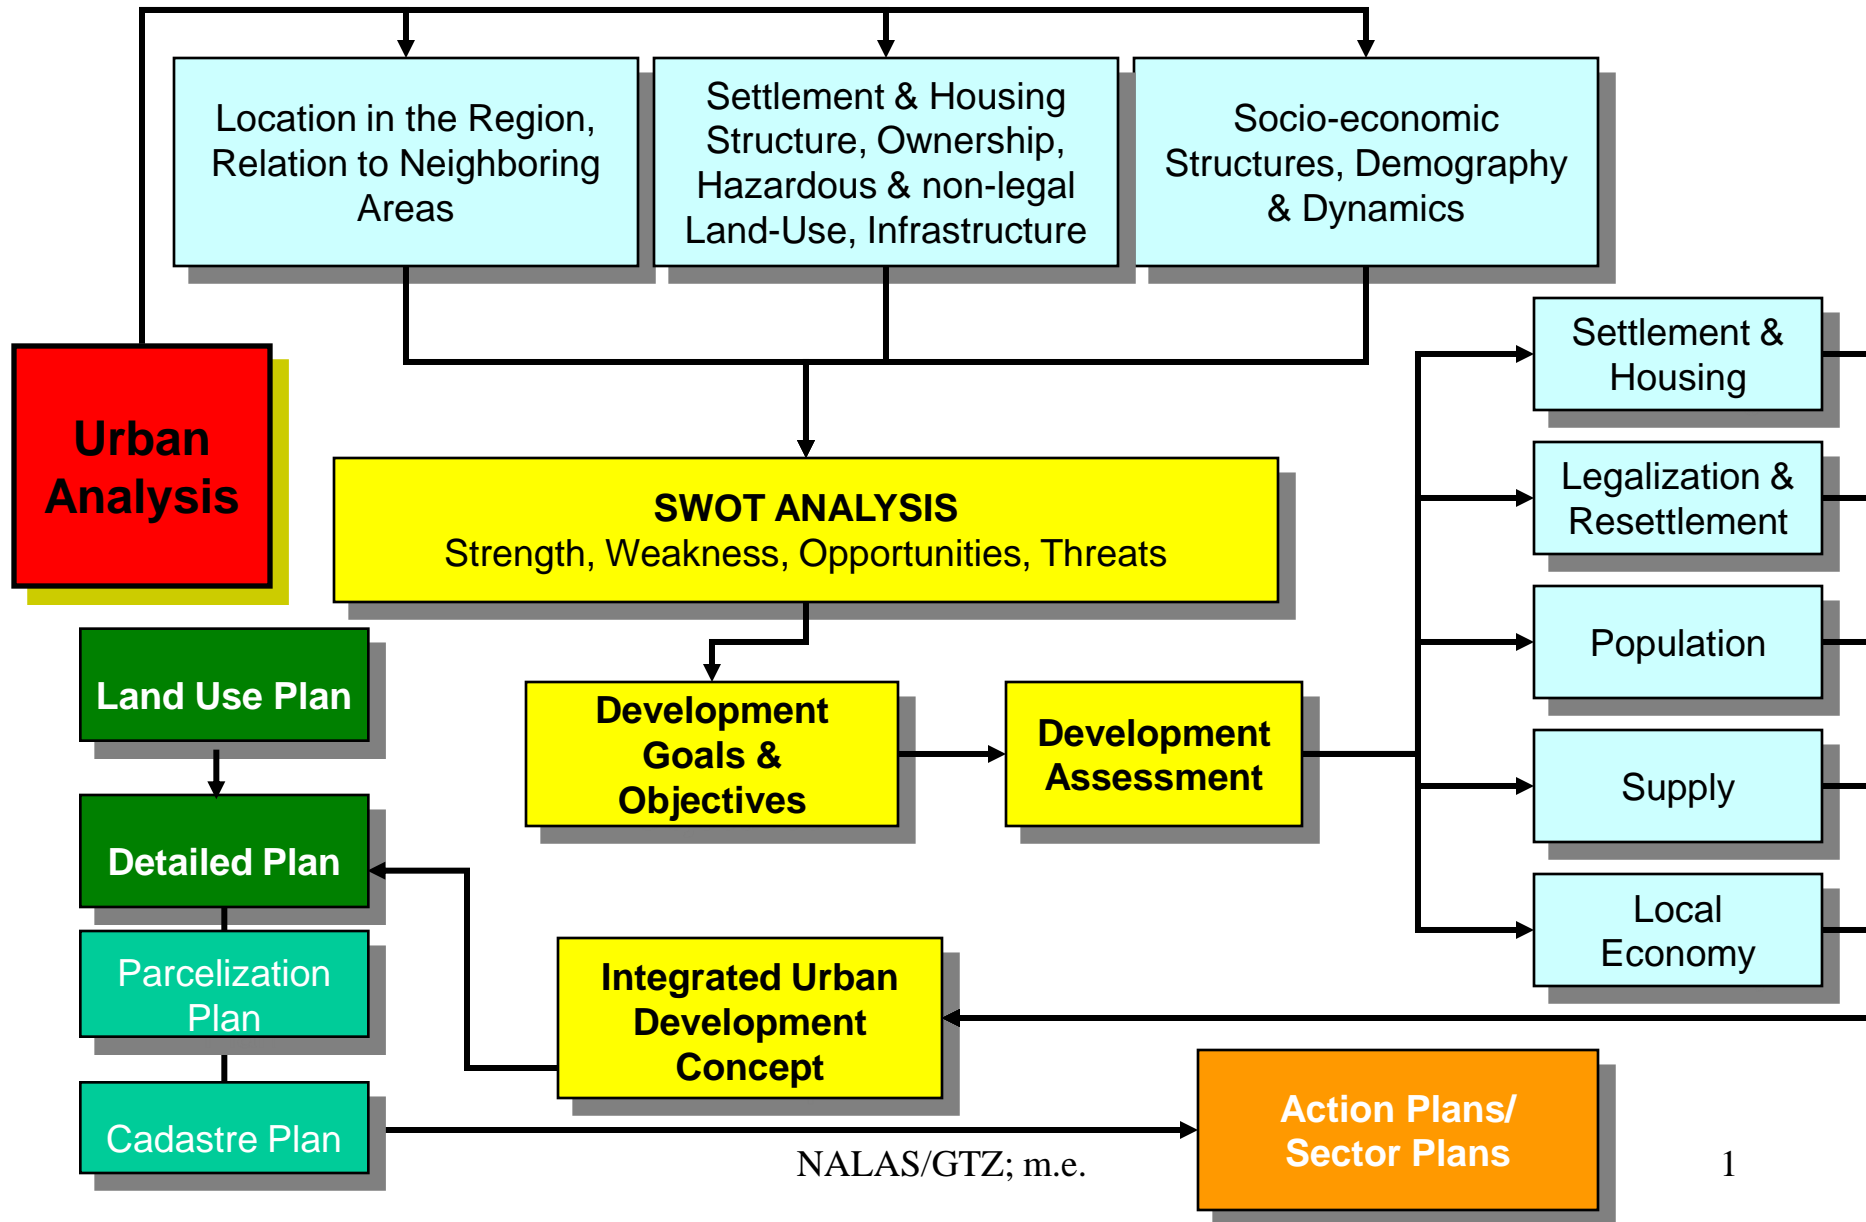 Location in the Region,
Relation to Neighboring
Areas
Settlement & Housing
Structure, Ownership,
Hazardous & non-legal
Land-Use, Infrastructure
Socio-economic
Structures, Demography
& Dynamics
Urban
Analysis
SWOT ANALYSIS
Strength, Weakness, Opportunities, Threats
Settlement &
Housing
Legalization &
Resettlement
Population
Supply
Local
Economy
Land Use Plan
Development
Goals &
Objectives
Development
Assessment
Detailed Plan
Parcelization
Plan
Cadastre Plan
Integrated Urban
Development
Concept
Action Plans/
Sector Plans
NALAS/GTZ; m.e.
1